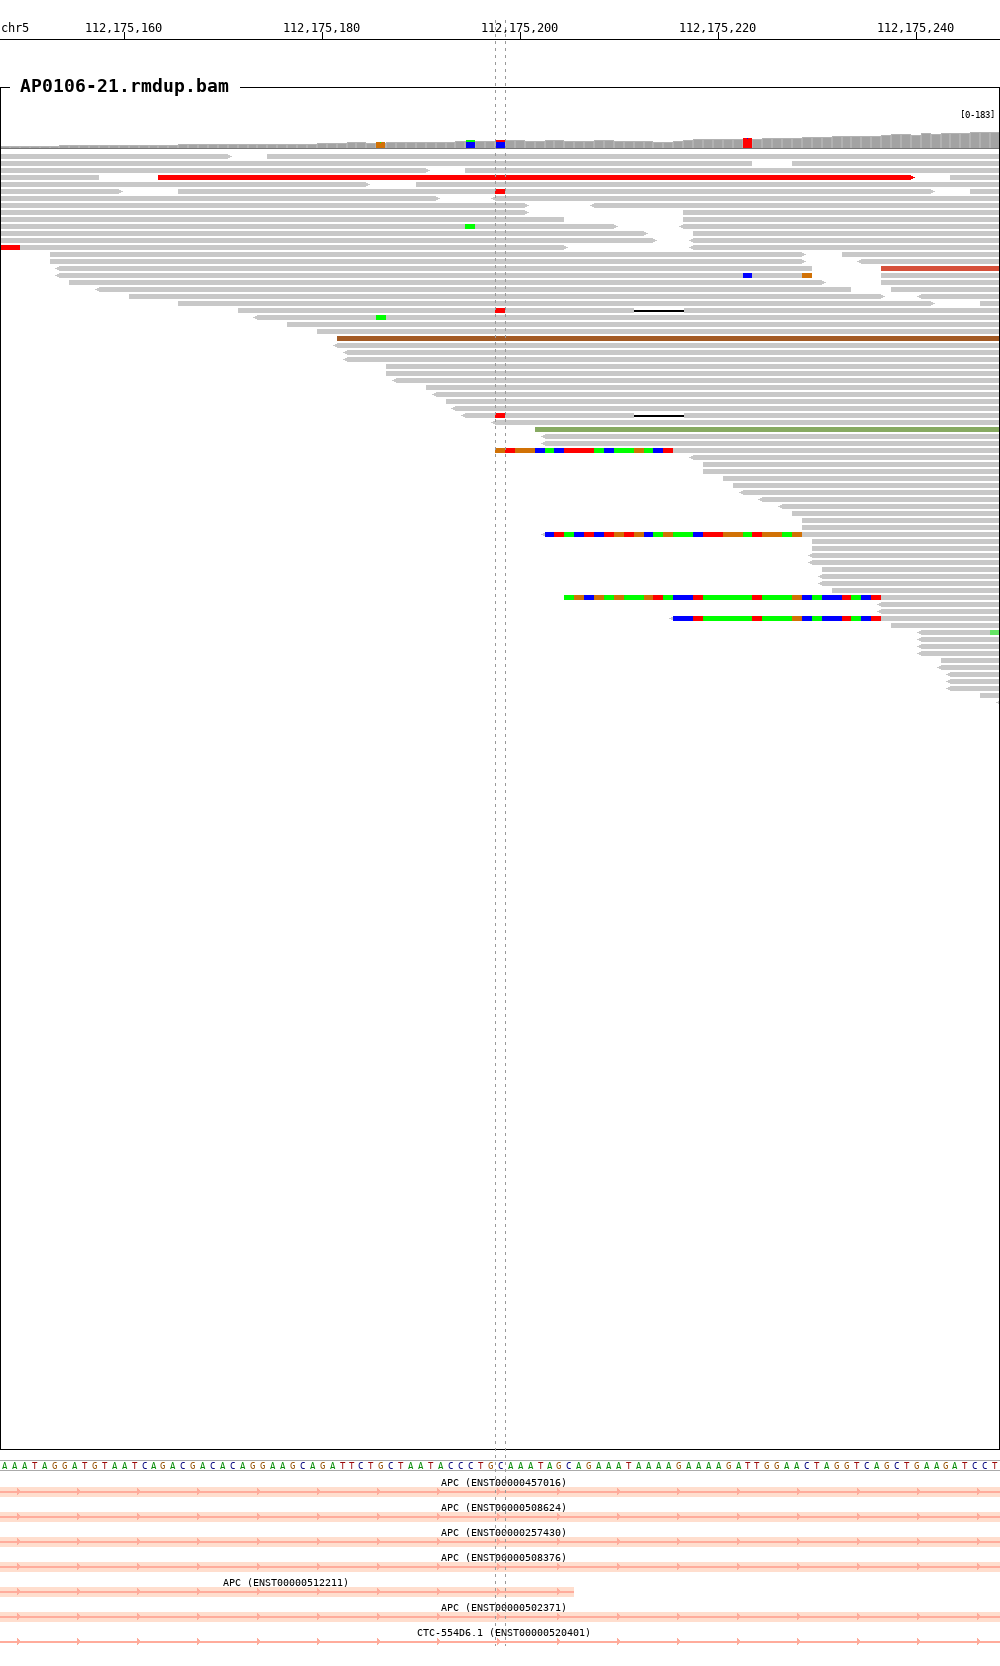 chr5 112,175,160 112,175,180 112,175,200 112,175,220 112,175,240
AP0106-21.rmdup.bam
[0-183]
A A A T A G G A T G T A A T C A G A C G A C A C A G G A A G C A G A T T C T G C T A A T A C C C T G C A A A T A G C A G A A A T A A A A G A A A A G A T T G G A A C T A G G T C A G C T G A A G A T C C T
APC (ENST00000457016)
APC (ENST00000508624)
APC (ENST00000257430)
APC (ENST00000508376)
APC (ENST00000512211)
APC (ENST00000502371)
CTC-554D6.1 (ENST00000520401)